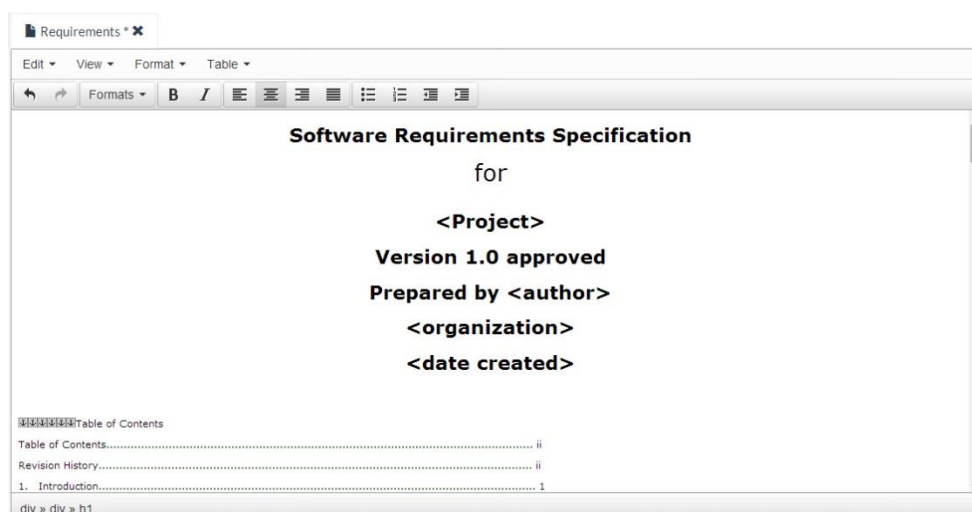 Requirements *
Edit View Format Table
Formats B I
Software Requirements Specification
for
<Project>
Version 1.0 approved
Prepared by <author>
<organization>
<date created>
Table of Contents
Table of Contents................................................................................................................ ii
Revision History................................................................................................................ ii
1. Introduction................................................................................................................ 1
div » div » h1